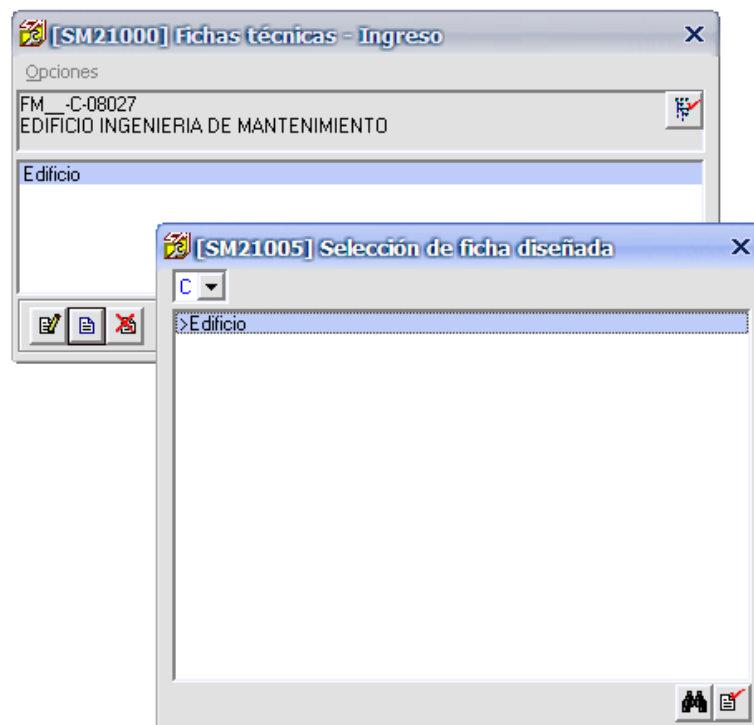 [SM21000] Fichas técnicas - Ingreso
Opciones
FM__-C-08027
EDIFICIO INGENIERIA DE MANTENIMIENTO
Edificio
[SM21005] Selección de ficha diseñada
C
>Edificio